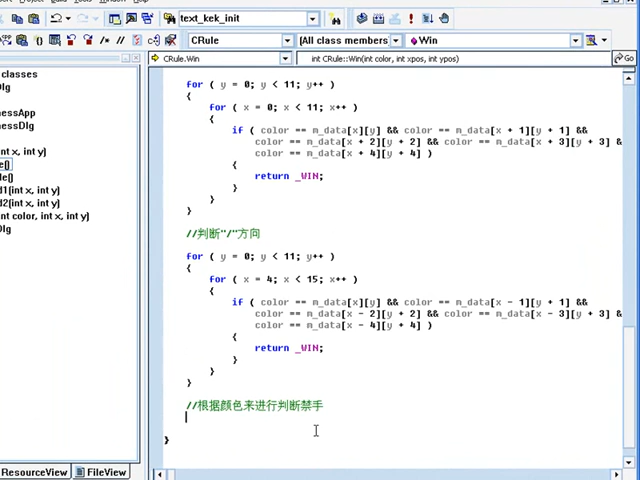 text_kek_init
CRule
(All class members
Win
CRule.Win
int CRule::Win(int color, int xpos, int ypos)
Go
classes
Dlg
nessApp
nessDlg
int x, int y)
e()
le()
d1(int x, int y)
d2(int x, int y)
nt color, int x, int y)
Dlg
for ( y = 0; y < 11; y++ )
{
for ( x = 0; x < 11; x++ )
{
if ( color == m_data[x][y] && color == m_data[x + 1][y + 1] &&
color == m_data[x + 2][y + 2] && color == m_data[x + 3][y + 3] &
color == m_data[x + 4][y + 4] )
{
return _WIN;
}
}
}
//判断"/"方向
for ( y = 0; y < 11; y++ )
{
for ( x = 4; x < 15; x++ )
{
if ( color == m_data[x][y] && color == m_data[x - 1][y + 1] &&
color == m_data[x - 2][y + 2] && color == m_data[x - 3][y + 3] &
color == m_data[x - 4][y + 4] )
{
return _WIN;
}
}
}
//根据颜色来进行判断禁手
}
ResourceView
FileView